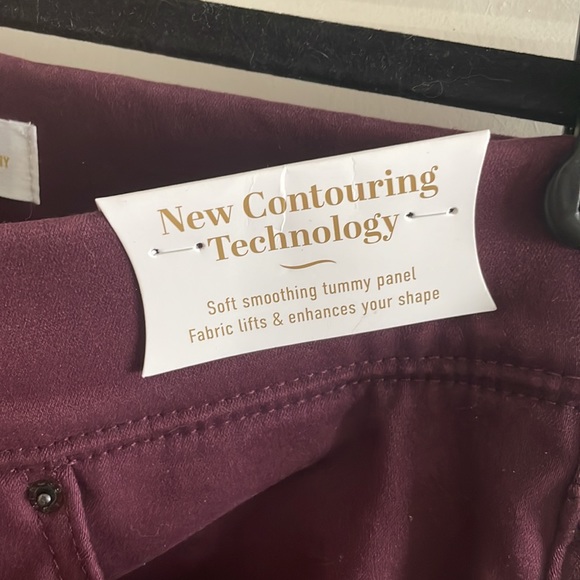 New Contouring
Technology
Soft smoothing tummy panel
Fabric lifts & enhances your shape